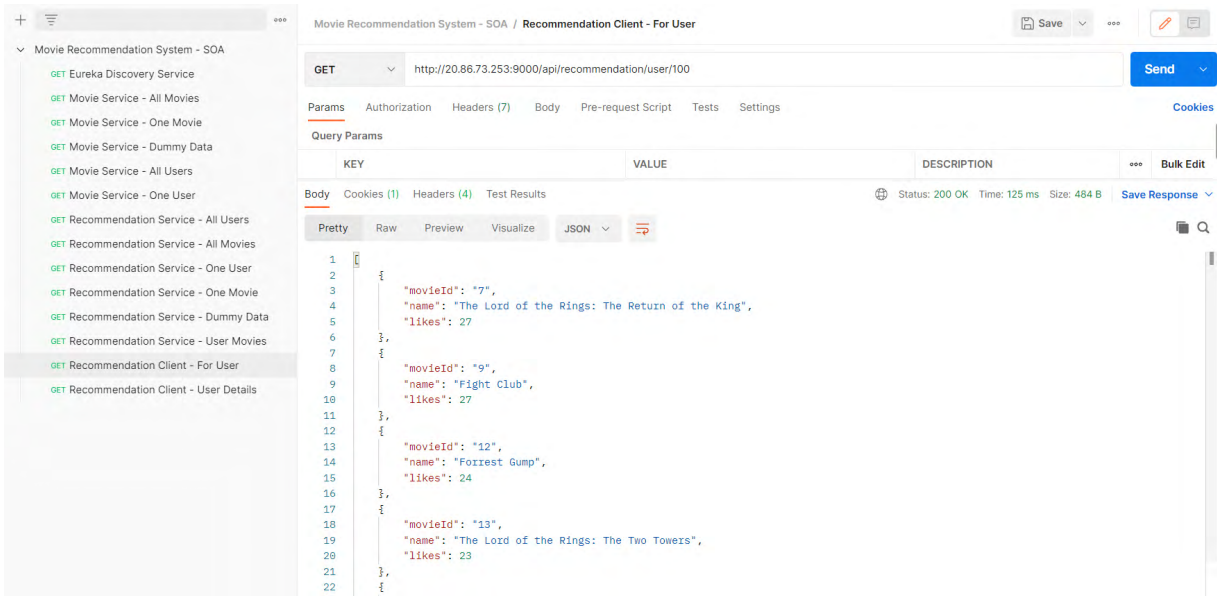 Movie Recommendation System - SOA
GET Eureka Discovery Service
GET Movie Service - All Movies
GET Movie Service - One Movie
GET Movie Service - Dummy Data
GET Movie Service - All Users
GET Movie Service - One User
GET Recommendation Service - All Users
GET Recommendation Service - All Movies
GET Recommendation Service - One User
GET Recommendation Service - One Movie
GET Recommendation Service - Dummy Data
GET Recommendation Service - User Movies
GET Recommendation Client - For User
GET Recommendation Client - User Details
Movie Recommendation System - SOA / Recommendation Client - For User Save
GET http://20.86.73.253:9000/api/recommendation/user/100 Send
Params Authorization Headers (7) Body Pre-request Script Tests Settings Cookies
Query Params
KEY VALUE DESCRIPTION Bulk Edit
Body Cookies (1) Headers (4) Test Results Status: 200 OK Time: 125 ms Size: 484 B Save Response
Pretty Raw Preview Visualize JSON
1 [
2 {
3 "movieId": "7",
4 "name": "The Lord of the Rings: The Return of the King",
5 "likes": 27
6 },
7 {
8 "movieId": "9",
9 "name": "Fight Club",
10 "likes": 27
11 },
12 {
13 "movieId": "12",
14 "name": "Forrest Gump",
15 "likes": 24
16 },
17 {
18 "movieId": "13",
19 "name": "The Lord of the Rings: The Two Towers",
20 "likes": 23
21 },
22 {